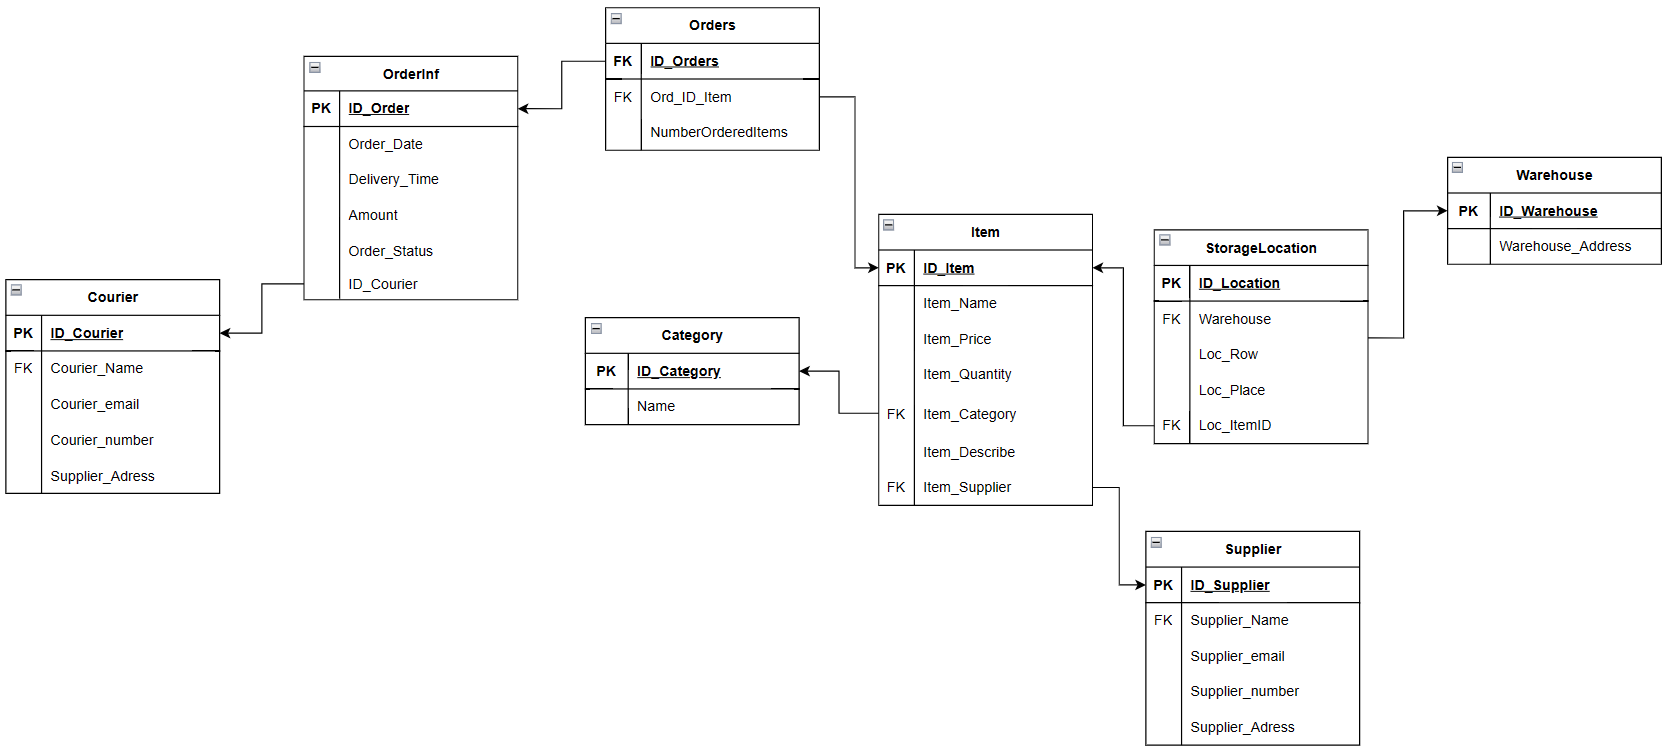 Orders
FK ID_Orders
FK Ord_ID_Item
NumberOrderedItems
OrderInf
PK ID_Order
Order_Date
Delivery_Time
Amount
Order_Status
ID_Courier
Courier
PK ID_Courier
FK Courier_Name
Courier_email
Courier_number
Supplier_Adress
Category
PK ID_Category
Name
Item
PK ID_Item
Item_Name
Item_Price
Item_Quantity
FK Item_Category
Item_Describe
FK Item_Supplier
StorageLocation
PK ID_Location
FK Warehouse
Loc_Row
Loc_Place
FK Loc_ItemID
Warehouse
PK ID_Warehouse
Warehouse_Address
Supplier
PK ID_Supplier
FK Supplier_Name
Supplier_email
Supplier_number
Supplier_Adress